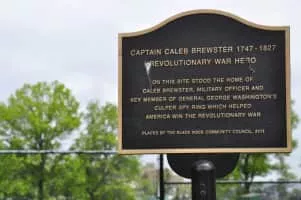 CAPTAIN CALEB BREWSTER 1747 - 1827
REVOLUTIONARY WAR HERO
ON THIS SITE STOOD THE HOME OF
CALEB BREWSTER, MILITARY OFFICER AND
KEY MEMBER OF GENERAL GEORGE WASHINGTON'S
CULPER SPY RING WHICH HELPED
AMERICA WIN THE REVOLUTIONARY WAR
PLACED BY THE BLACK ROCK COMMUNITY COUNCIL,